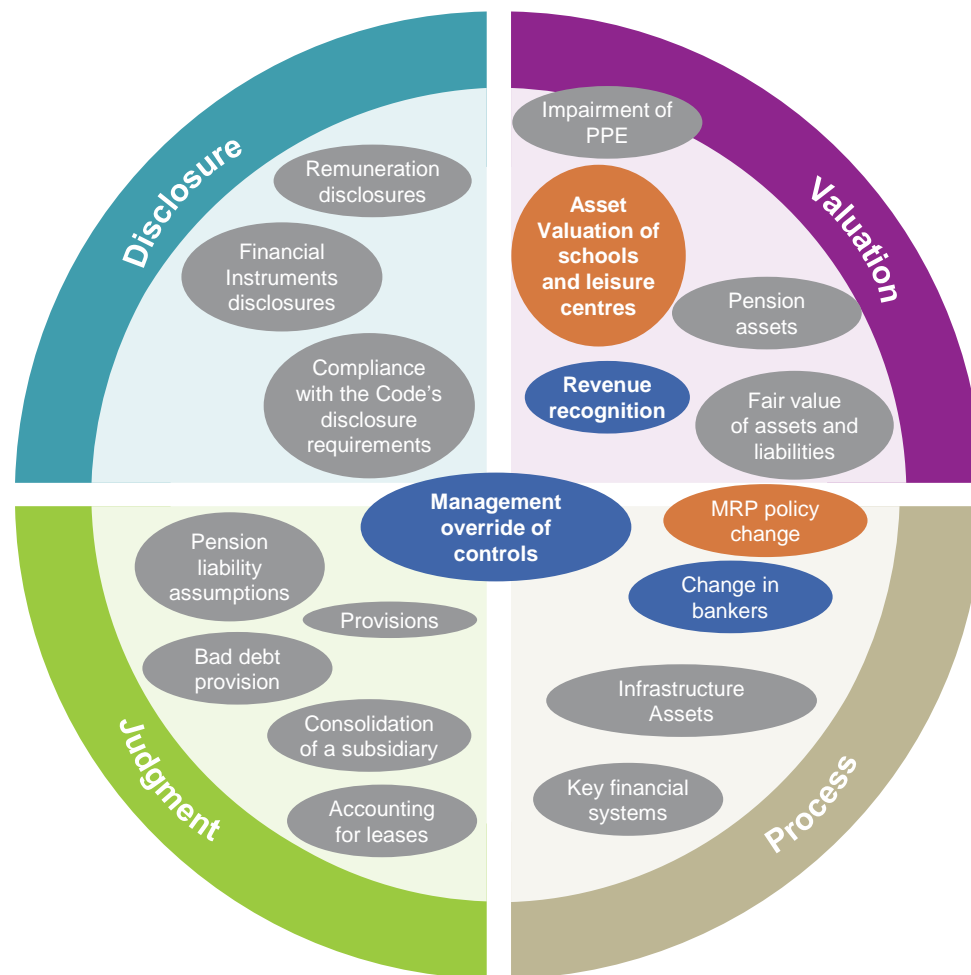 Disclosure
Remuneration
disclosures
Financial
Instruments
disclosures
Compliance
with the Code's
disclosure
requirements
Valuation
Impairment of
PPE
Asset
Valuation of
schools
and leisure
centres
Pension
assets
Revenue
recognition
Fair value
of assets and
liabilities
Management
override of
controls
Judgment
Pension
liability
assumptions
Provisions
Bad debt
provision
Consolidation
of a subsidiary
Accounting
for leases
Process
MRP policy
change
Change in
bankers
Infrastructure
Assets
Key financial
systems